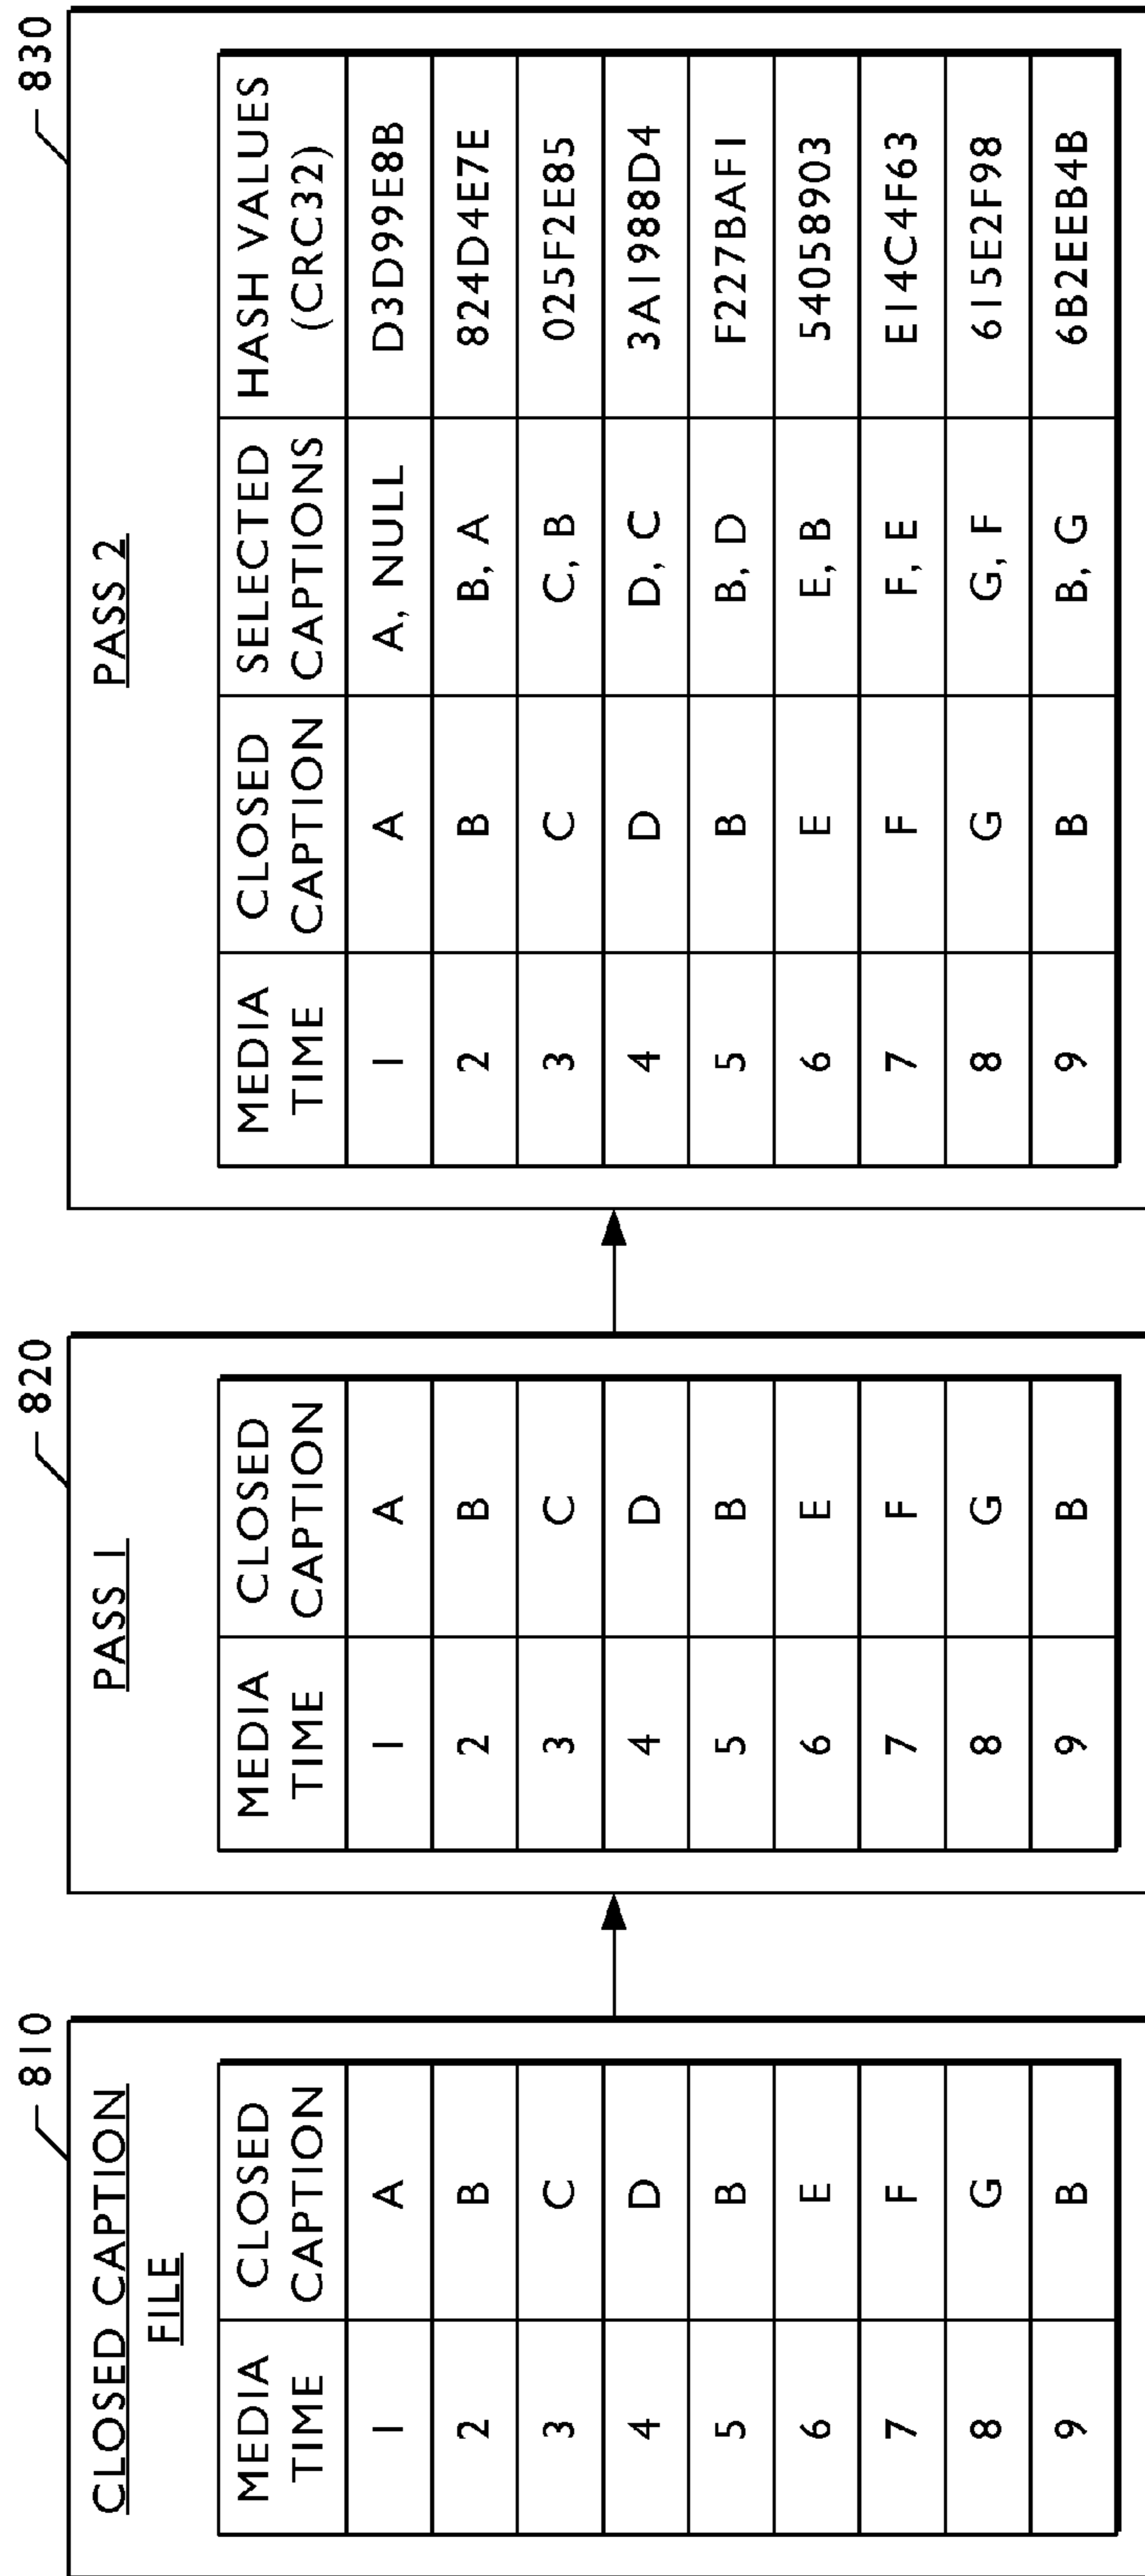 810
CLOSED CAPTION
FILE
MEDIA TIME CLOSED CAPTION
1 A
2 B
3 C
4 D
5 B
6 E
7 F
8 G
9 B
820
PASS 1
MEDIA TIME CLOSED CAPTION
1 A
2 B
3 C
4 D
5 B
6 E
7 F
8 G
9 B
830
PASS 2
MEDIA TIME CLOSED CAPTION SELECTED CAPTIONS HASH VALUES (CRC32)
1 A A, NULL D3D99E8B
2 B B, A 824D4E7E
3 C C, B 025F2E85
4 D D, C 3A1988D4
5 B B, D F227BAF1
6 E E, B 54058903
7 F F, E E14C4F63
8 G G, F 615E2F98
9 B B, G 6B2EEB4B